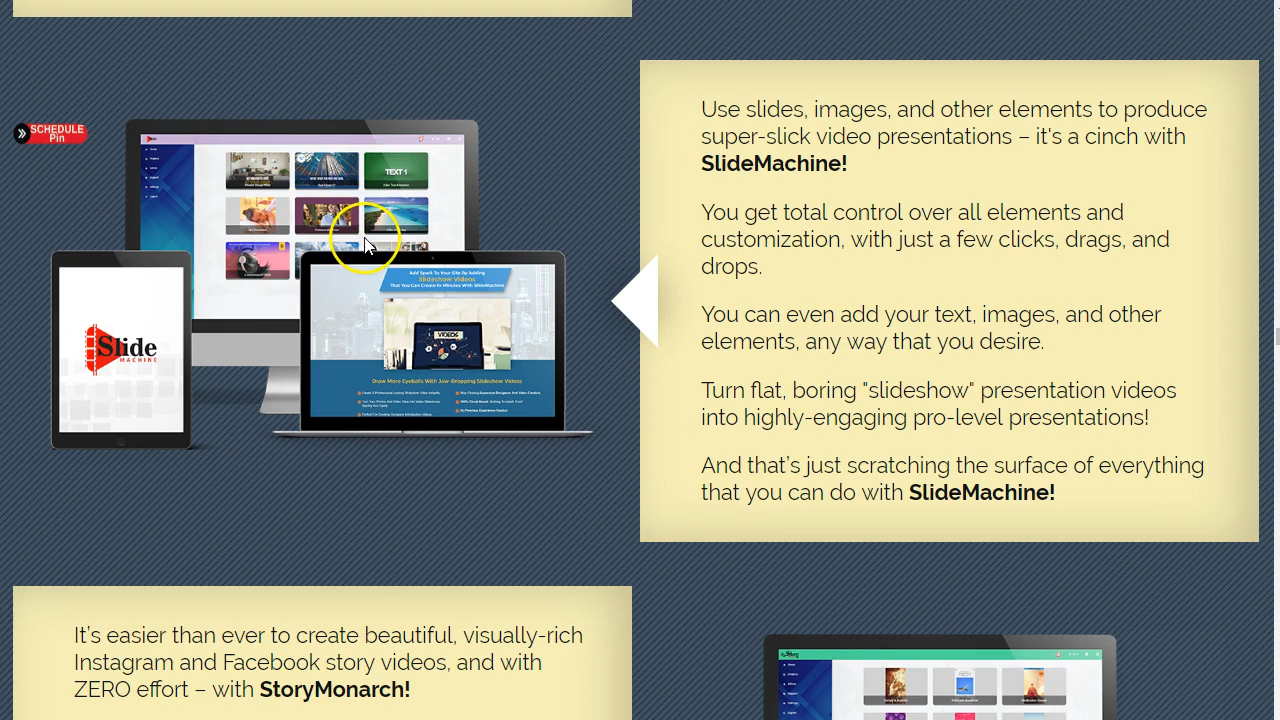 Use slides, images, and other elements to produce
super-slick video presentations – it's a cinch with
SlideMachine!
You get total control over all elements and
customization, with just a few clicks, drags, and
drops.
You can even add your text, images, and other
elements, any way that you desire.
Turn flat, boring "slideshow" presentation videos
into highly-engaging pro-level presentations!
And that's just scratching the surface of everything
that you can do with SlideMachine!
SCHEDULE
Pin
TEXT 1
Slide
MACHINE
Add Spark To Your Site By Adding
Slideshow Videos
That You Can Create In Minutes With SlideMachine
VIDEOS
Draw More Eyeballs With Jaw-Dropping Slideshow Videos
It's easier than ever to create beautiful, visually-rich
Instagram and Facebook story videos, and with
ZERO effort – with StoryMonarch!